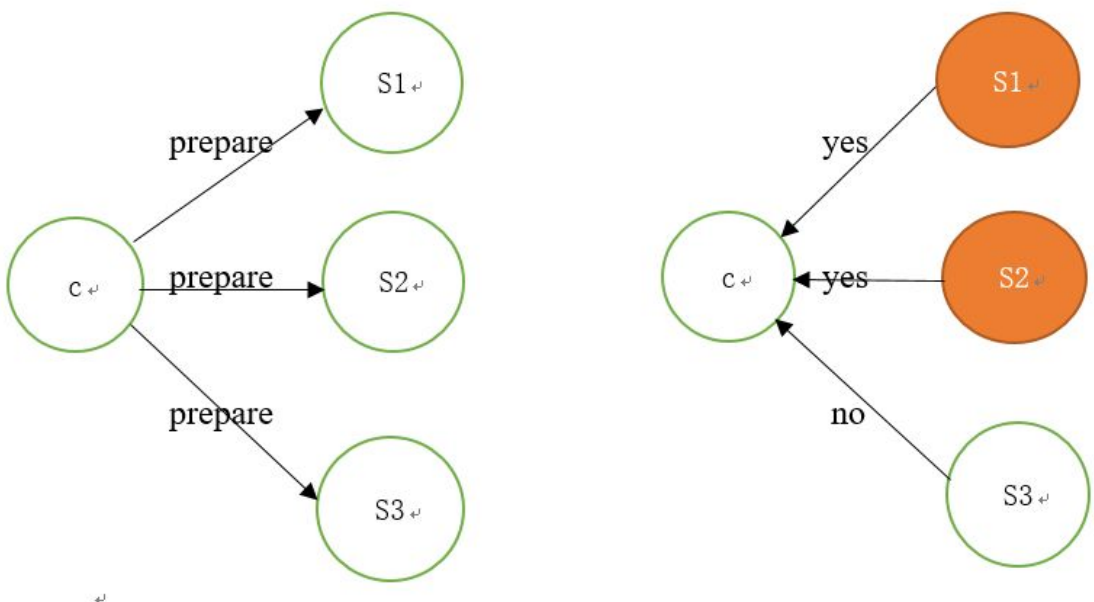 S1
S1
prepare
yes
S2
S2
c
prepare
c
yes
prepare
no
S3
S3